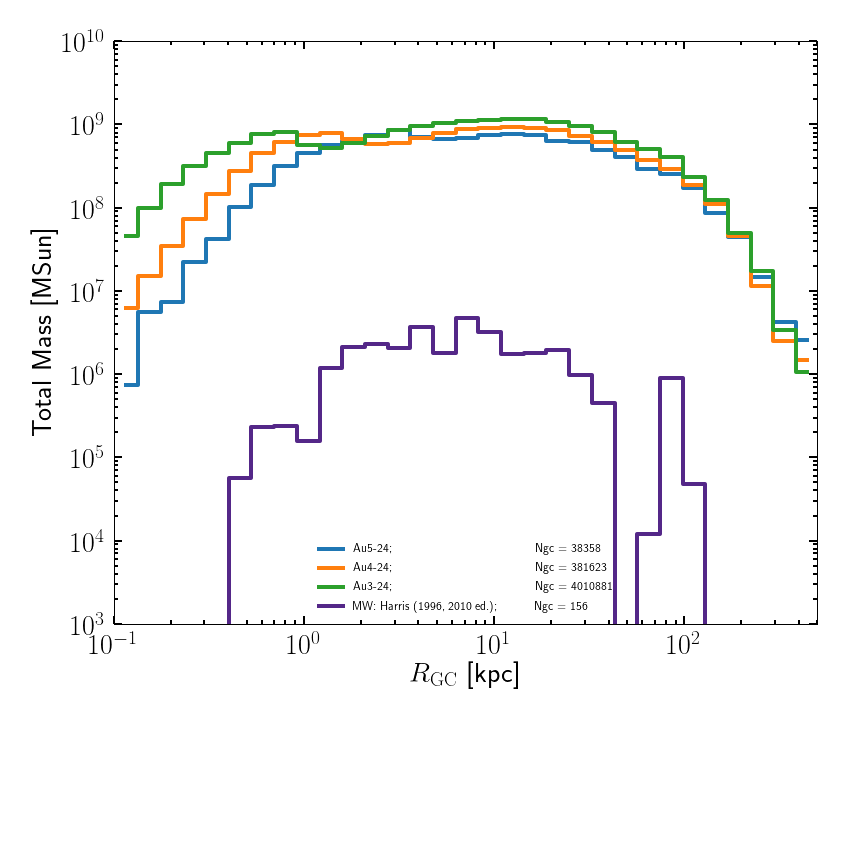 10^10
10^9
10^8
10^7
10^6
10^5
10^4
10^3
Total Mass [MSun]
Au5-24; Ngc = 38358
Au4-24; Ngc = 381623
Au3-24; Ngc = 4010881
MW: Harris (1996, 2010 ed.); Ngc = 156
10^−1 10^0 10^1 10^2
R_GC [kpc]